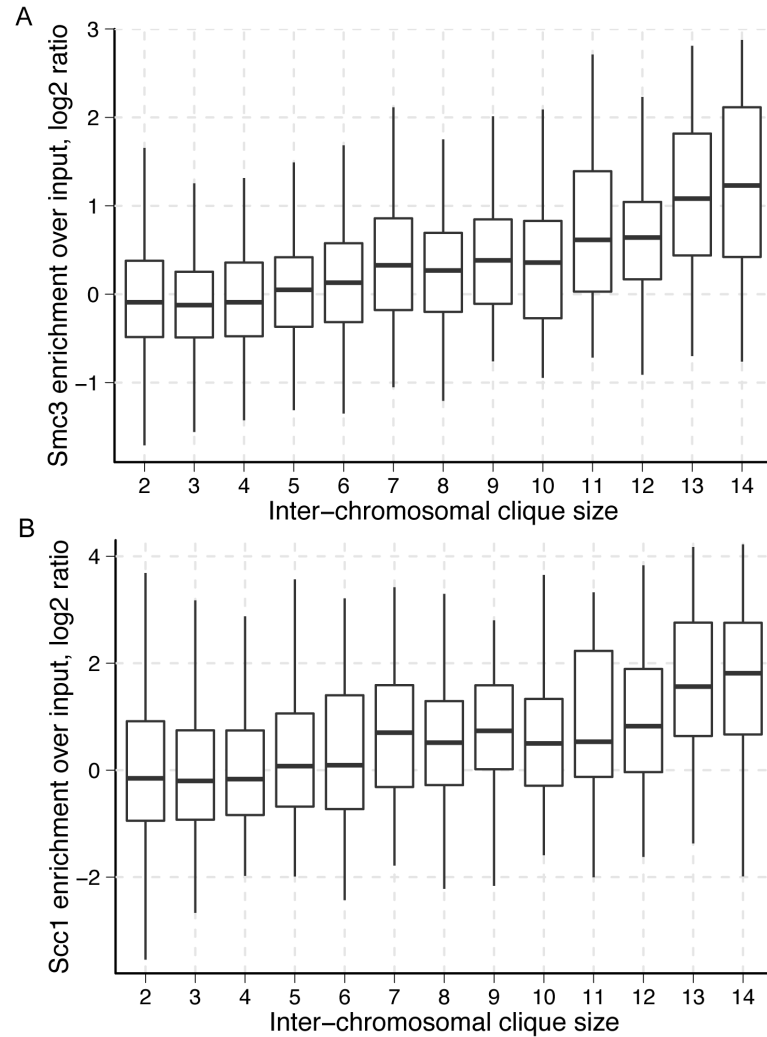 A
Smc3 enrichment over input, log2 ratio
3
2
1
0
−1
2 3 4 5 6 7 8 9 10 11 12 13 14
Inter−chromosomal clique size
B
Scc1 enrichment over input, log2 ratio
4
2
0
−2
2 3 4 5 6 7 8 9 10 11 12 13 14
Inter−chromosomal clique size